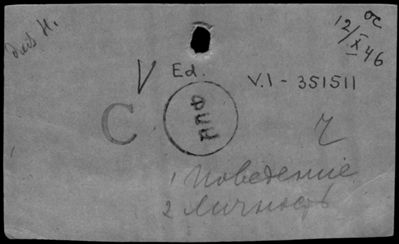 12/X 46
V Ed.
V.1 - 351511
C
ч
1 Поведение
2 Личность